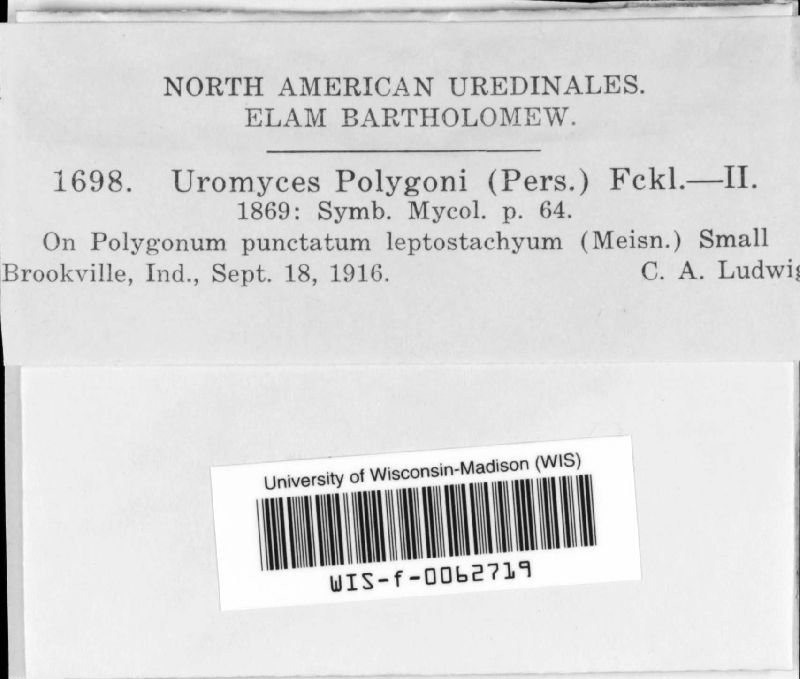 NORTH AMERICAN UREDINALES.
ELAM BARTHOLOMEW.
1698. Uromyces Polygoni (Pers.) Fckl.—II.
1869: Symb. Mycol. p. 64.
On Polygonum punctatum leptostachyum (Meisn.) Small
Brookville, Ind., Sept. 18, 1916. C. A. Ludwig
University of Wisconsin-Madison (WIS)
WIS-f-0062719